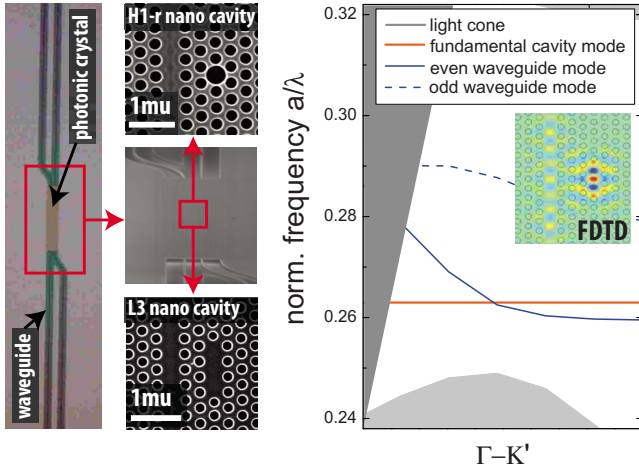 photonic crystal
waveguide
H1-r nano cavity
1mu
L3 nano cavity
1mu
norm. frequency a/λ
0.32
0.30
0.28
0.26
0.24
light cone
fundamental cavity mode
even waveguide mode
odd waveguide mode
FDTD
Γ–K'